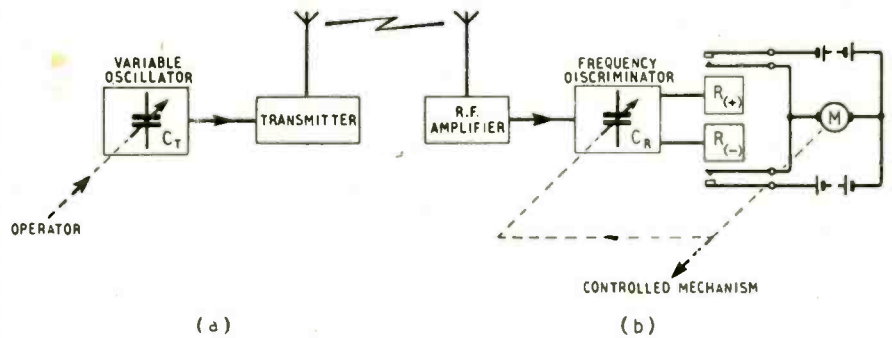 VARIABLE
OSCILLATOR
C_T
TRANSMITTER
OPERATOR
(a)
R.F.
AMPLIFIER
FREQUENCY
DISCRIMINATOR
C_R
R(+)
R(−)
M
CONTROLLED MECHANISM
(b)